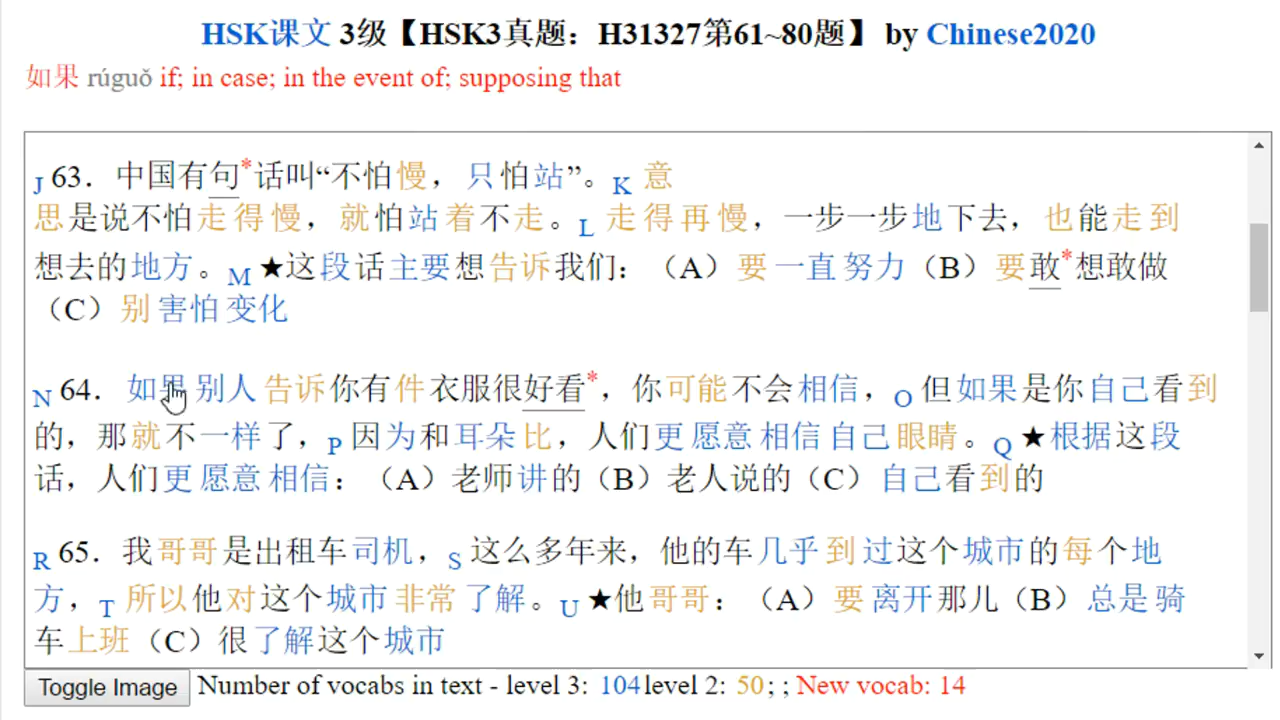 HSK课文 3级【HSK3真题：H31327第61~80题】 by Chinese2020
如果 rúguǒ if; in case; in the event of; supposing that
J 63．中国有句*话叫“不怕慢，只怕站”。K 意
思是说不怕走得慢，就怕站着不走。L 走得再慢，一步一步地下去，也能走到
想去的地方。M ★这段话主要想告诉我们：（A）要一直努力（B）要敢*想敢做
（C）别害怕变化
N 64．如果别人告诉你有件衣服很好看*，你可能不会相信，O 但如果是你自己看到
的，那就不一样了，P 因为和耳朵比，人们更愿意相信自己眼睛。Q ★根据这段
话，人们更愿意相信：（A）老师讲的（B）老人说的（C）自己看到的
R 65．我哥哥是出租车司机，S 这么多年来，他的车几乎到过这个城市的每个地
方，T 所以他对这个城市非常了解。U ★他哥哥：（A）要离开那儿（B）总是骑
车上班（C）很了解这个城市
Toggle Image Number of vocabs in text - level 3: 104 level 2: 50; ; New vocab: 14